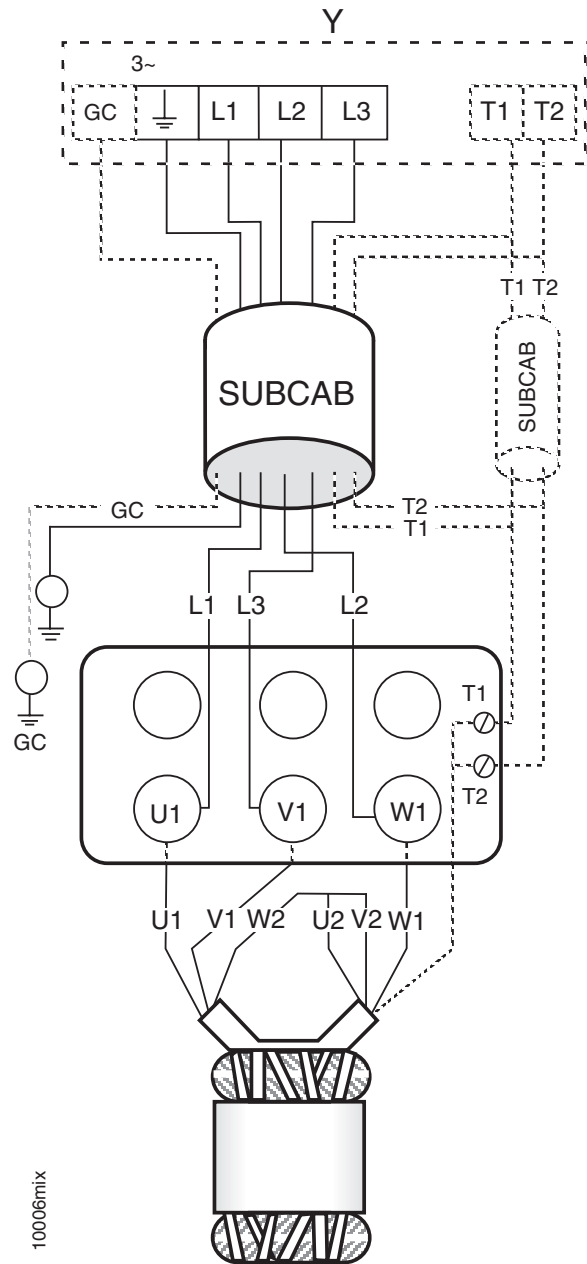 Y
3~
GC L1 L2 L3 T1 T2
T1 T2
SUBCAB
SUBCAB
GC
T2
T1
L1 L3 L2
T1
GC
T2
U1 V1 W1
U1 V1 W2 U2 V2 W1
10006mix